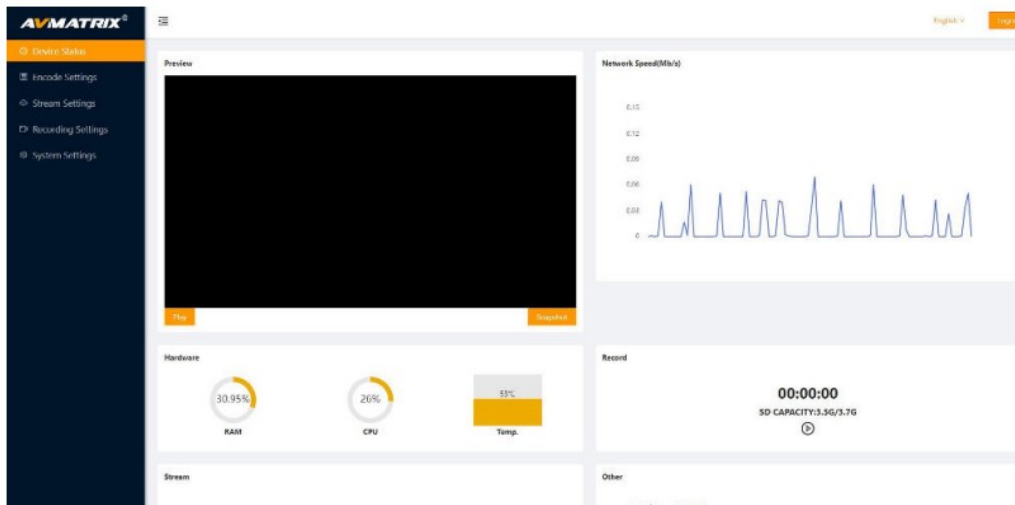 AVMATRIX®
English
Device Status
Encode Settings
Stream Settings
Recording Settings
System Settings
Preview
Play
Snapshot
Network Speed(Mb/s)
0.15
0.12
0.09
0.06
0.03
0
Hardware
30.95%
RAM
26%
CPU
Temp.
Record
00:00:00
SD CAPACITY:3.5G/3.7G
Stream
Other